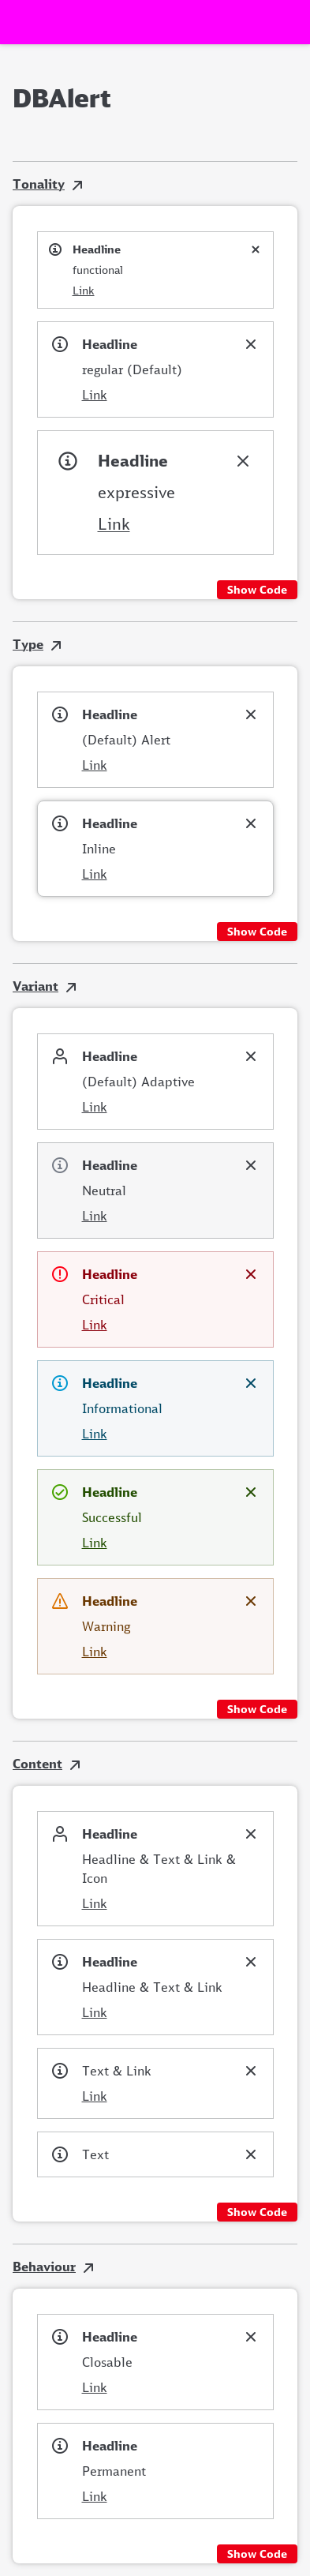 DBAlert
Tonality
Headline
functional
Link
Headline
regular (Default)
Link
Headline
expressive
Link
Show Code
Type
Headline
(Default) Alert
Link
Headline
Inline
Link
Show Code
Variant
Headline
(Default) Adaptive
Link
Headline
Neutral
Link
Headline
Critical
Link
Headline
Informational
Link
Headline
Successful
Link
Headline
Warning
Link
Show Code
Content
Headline
Headline & Text & Link &
Icon
Link
Headline
Headline & Text & Link
Link
Text & Link
Link
Text
Show Code
Behaviour
Headline
Closable
Link
Headline
Permanent
Link
Show Code